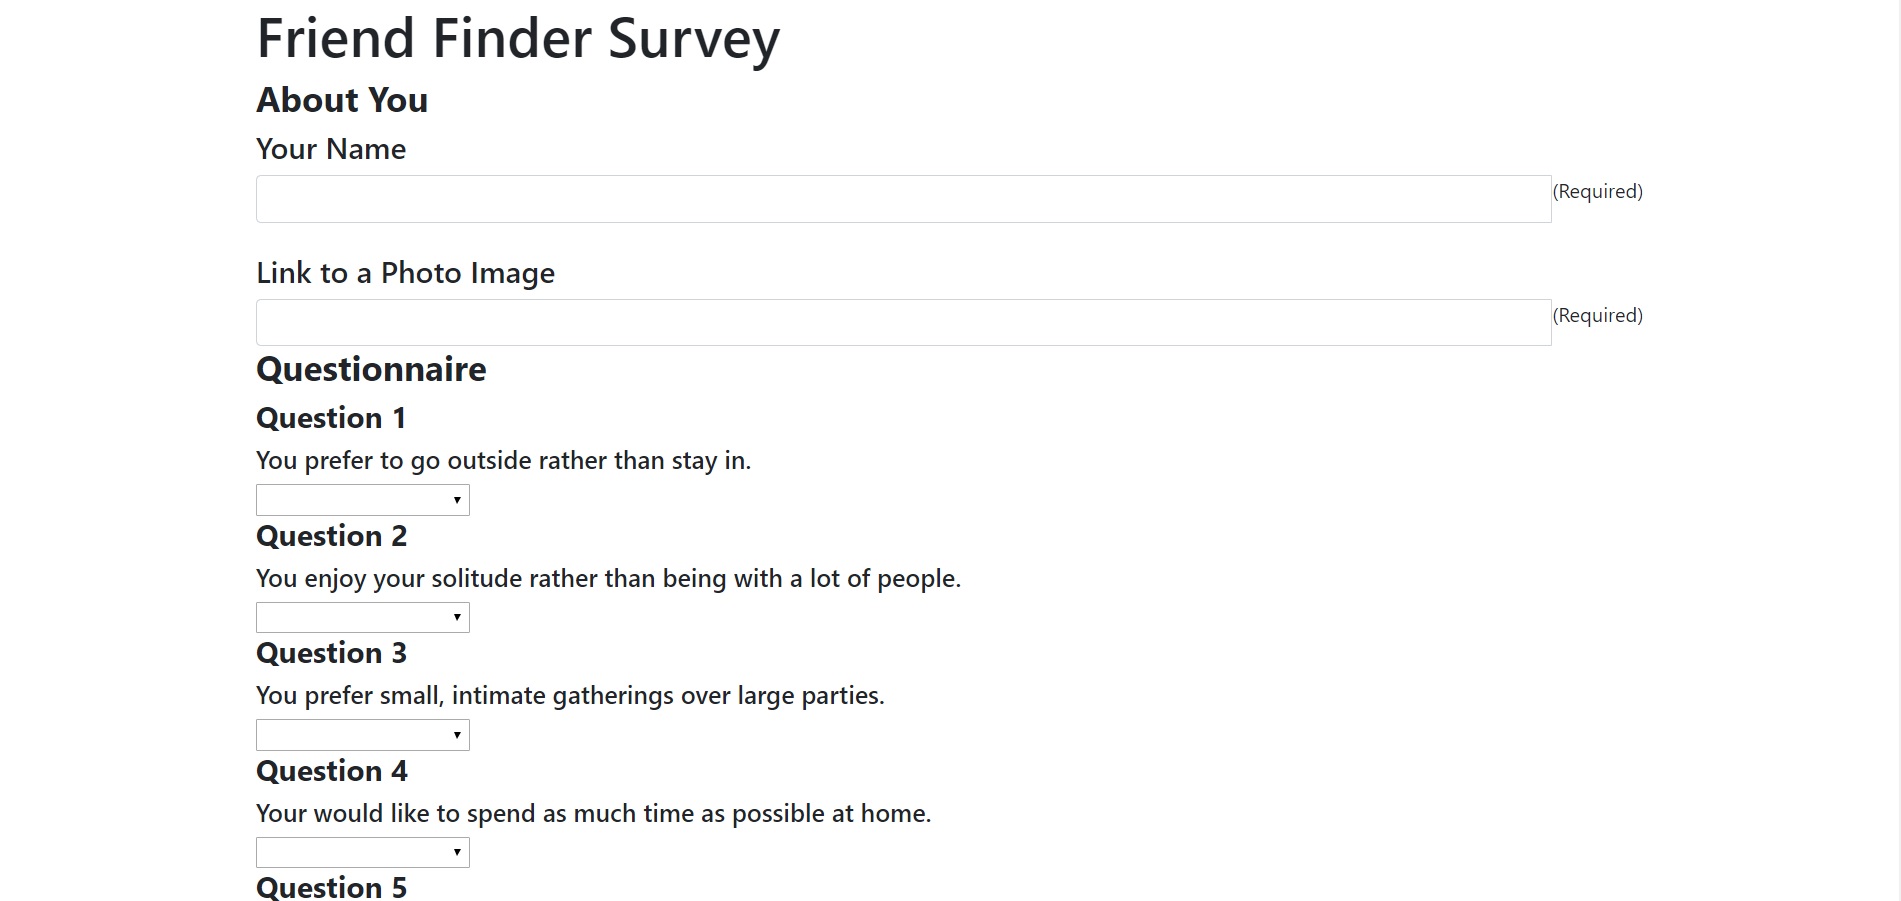 Friend Finder Survey
About You
Your Name
(Required)
Link to a Photo Image
(Required)
Questionnaire
Question 1
You prefer to go outside rather than stay in.
Question 2
You enjoy your solitude rather than being with a lot of people.
Question 3
You prefer small, intimate gatherings over large parties.
Question 4
Your would like to spend as much time as possible at home.
Question 5